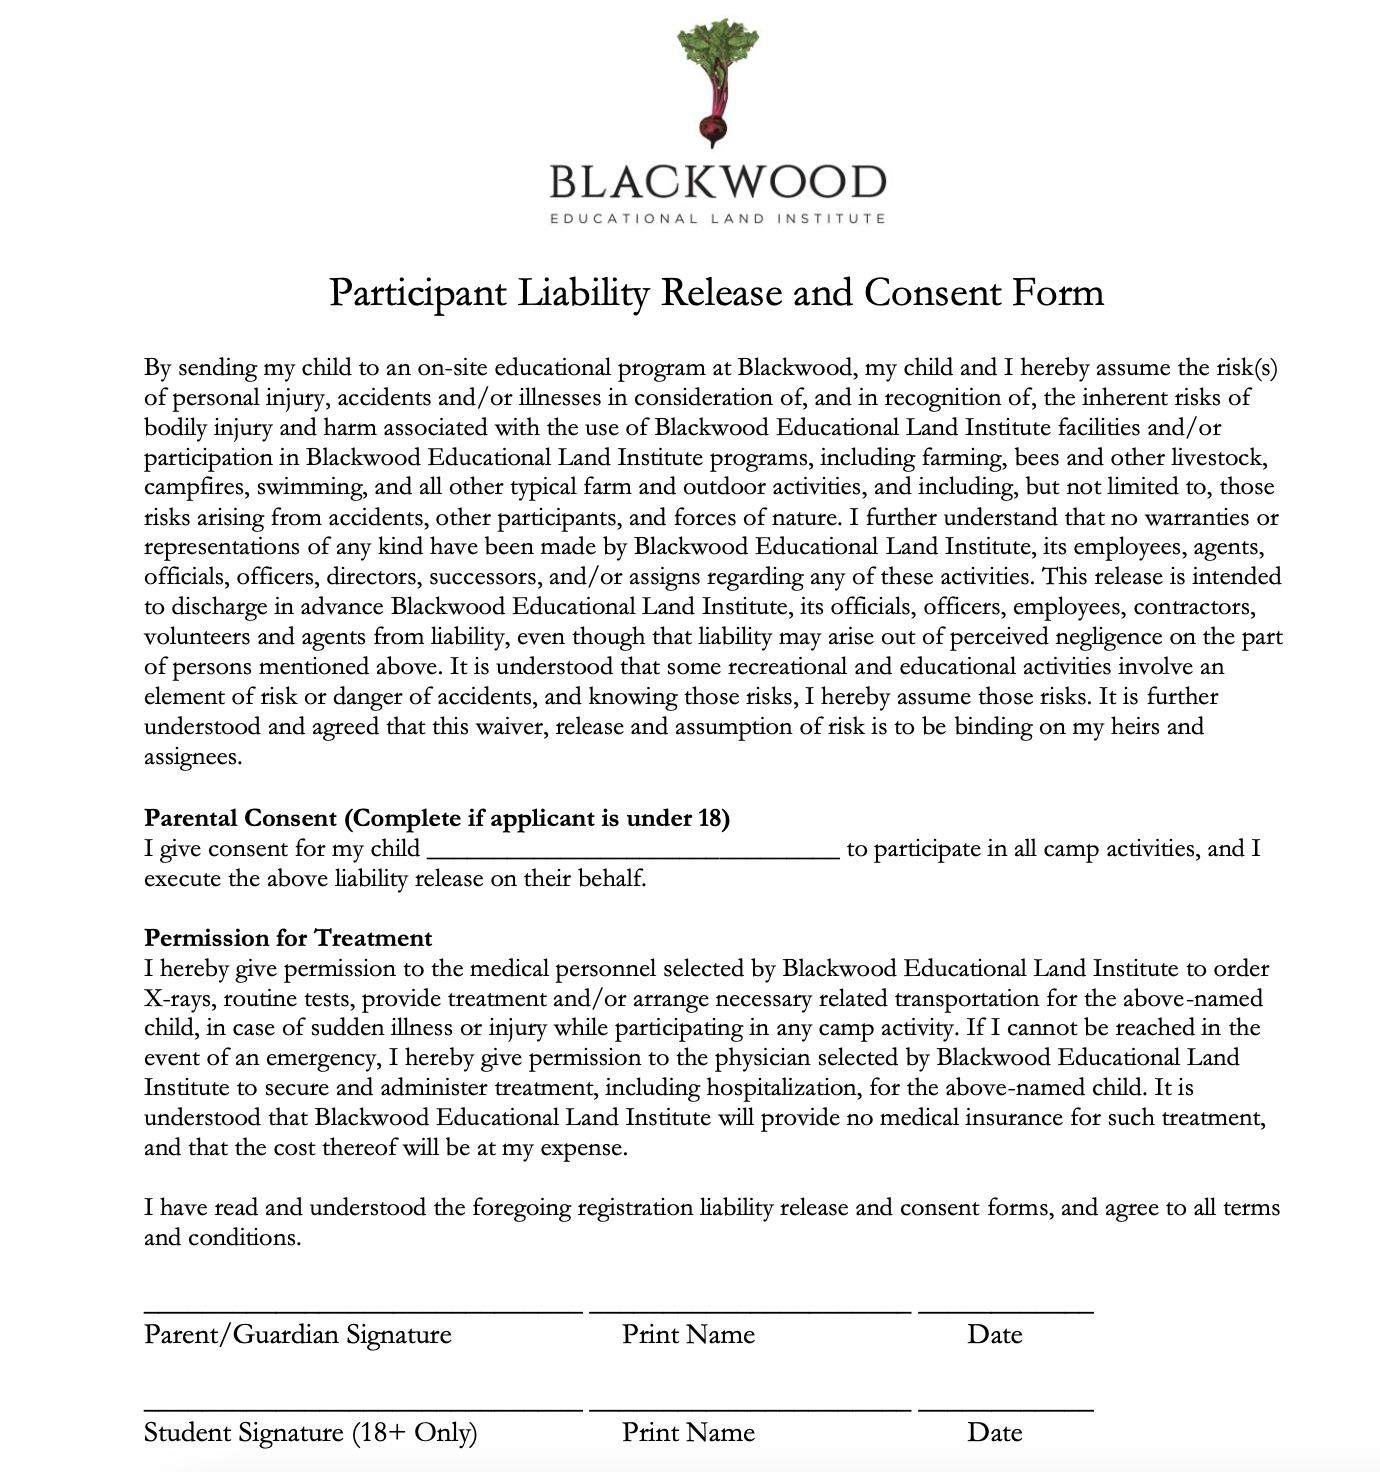 BLACKWOOD
EDUCATIONAL LAND INSTITUTE
Participant Liability Release and Consent Form
By sending my child to an on-site educational program at Blackwood, my child and I hereby assume the risk(s)
of personal injury, accidents and/or illnesses in consideration of, and in recognition of, the inherent risks of
bodily injury and harm associated with the use of Blackwood Educational Land Institute facilities and/or
participation in Blackwood Educational Land Institute programs, including farming, bees and other livestock,
campfires, swimming, and all other typical farm and outdoor activities, and including, but not limited to, those
risks arising from accidents, other participants, and forces of nature. I further understand that no warranties or
representations of any kind have been made by Blackwood Educational Land Institute, its employees, agents,
officials, officers, directors, successors, and/or assigns regarding any of these activities. This release is intended
to discharge in advance Blackwood Educational Land Institute, its officials, officers, employees, contractors,
volunteers and agents from liability, even though that liability may arise out of perceived negligence on the part
of persons mentioned above. It is understood that some recreational and educational activities involve an
element of risk or danger of accidents, and knowing those risks, I hereby assume those risks. It is further
understood and agreed that this waiver, release and assumption of risk is to be binding on my heirs and
assignees.
Parental Consent (Complete if applicant is under 18)
I give consent for my child ______________________________ to participate in all camp activities, and I
execute the above liability release on their behalf.
Permission for Treatment
I hereby give permission to the medical personnel selected by Blackwood Educational Land Institute to order
X-rays, routine tests, provide treatment and/or arrange necessary related transportation for the above-named
child, in case of sudden illness or injury while participating in any camp activity. If I cannot be reached in the
event of an emergency, I hereby give permission to the physician selected by Blackwood Educational Land
Institute to secure and administer treatment, including hospitalization, for the above-named child. It is
understood that Blackwood Educational Land Institute will provide no medical insurance for such treatment,
and that the cost thereof will be at my expense.
I have read and understood the foregoing registration liability release and consent forms, and agree to all terms
and conditions.
______________________________ ______________________ ____________
Parent/Guardian Signature Print Name Date
______________________________ ______________________ ____________
Student Signature (18+ Only) Print Name Date